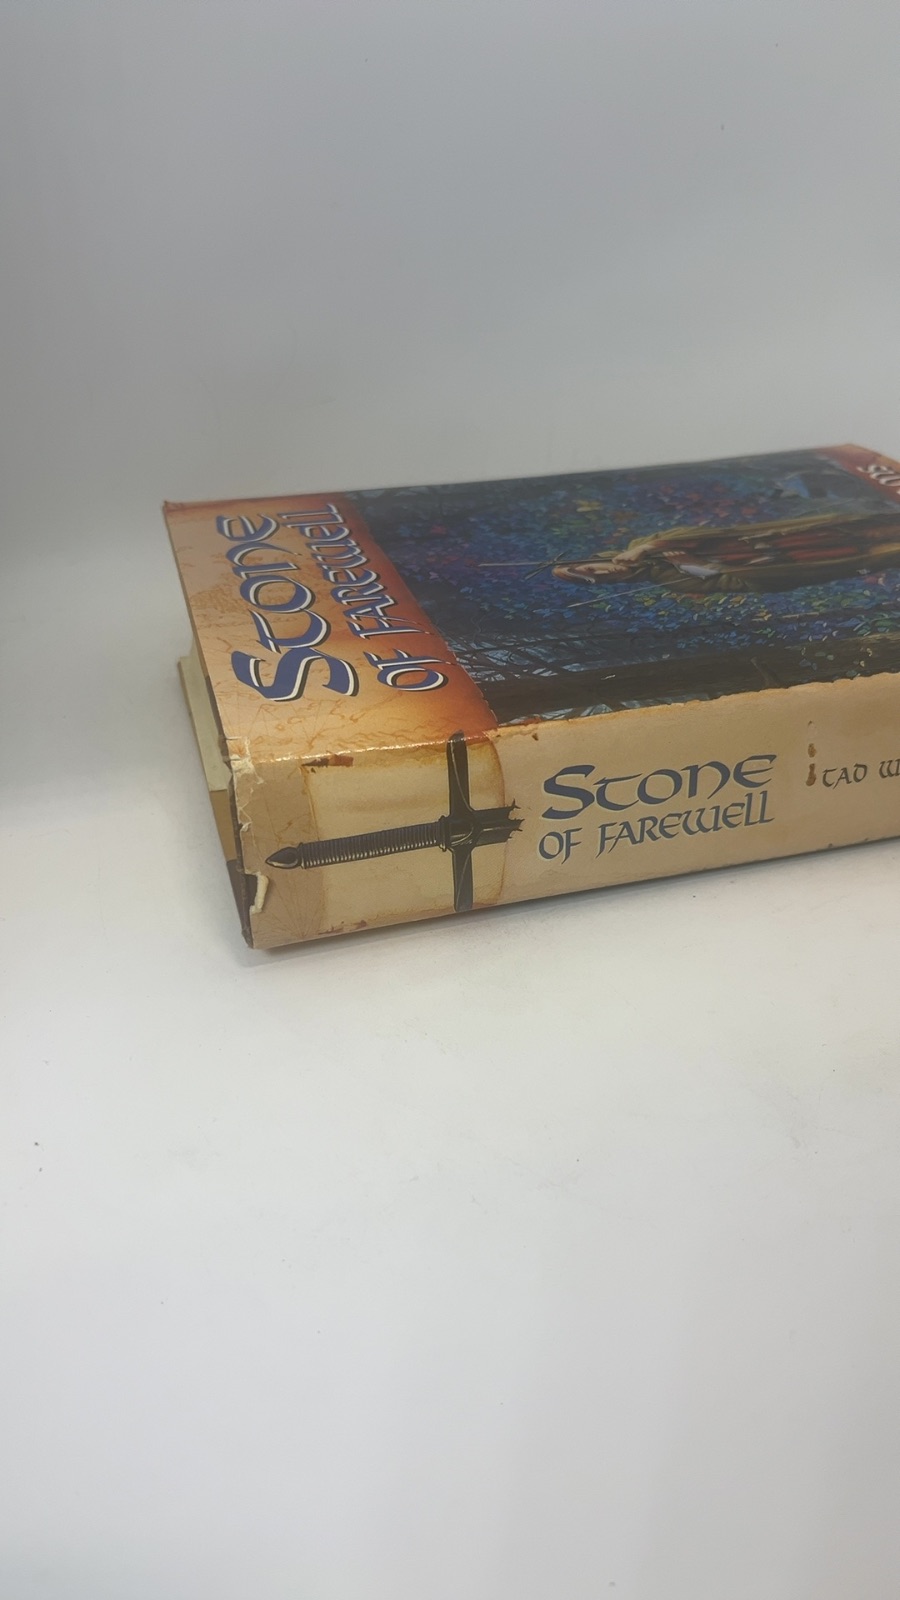 Stone
of Farewell
Stone
of Farewell
Tad